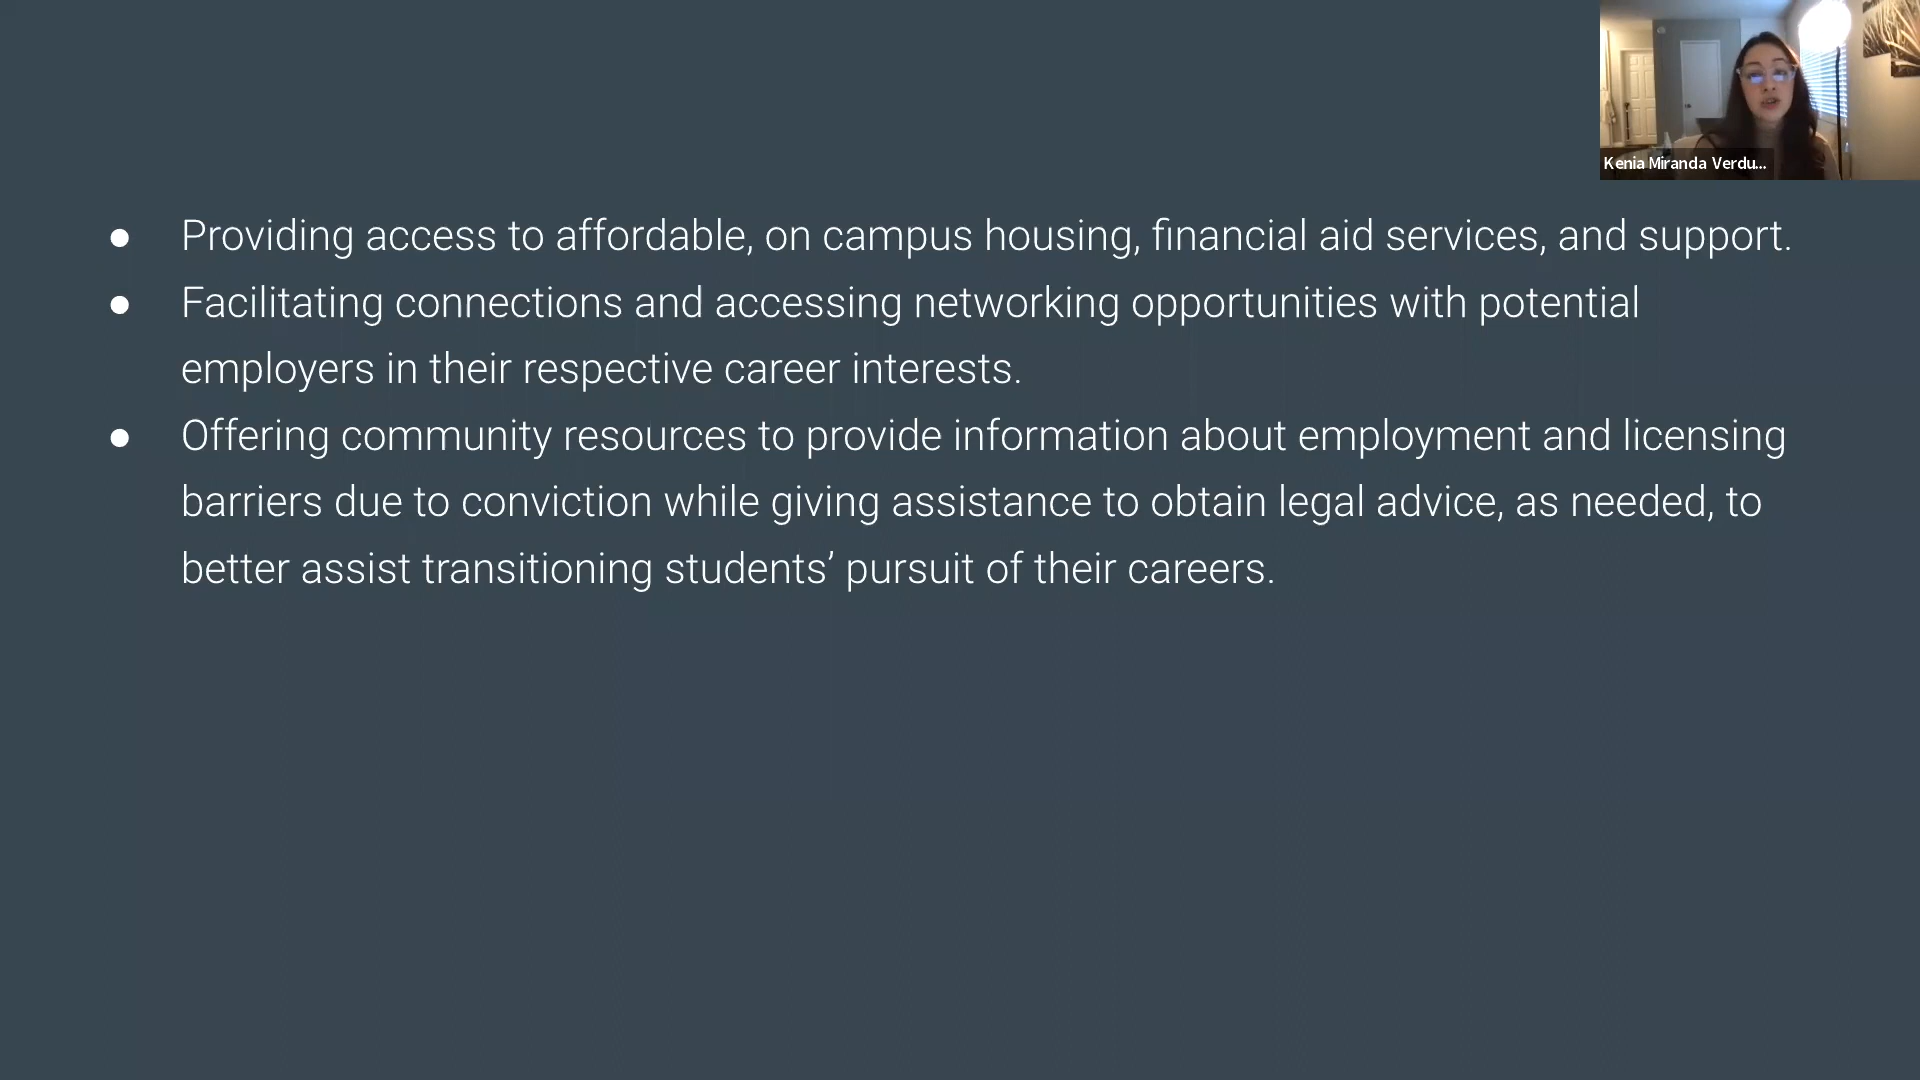 Kenia Miranda Verdu...
● Providing access to affordable, on campus housing, financial aid services, and support.
● Facilitating connections and accessing networking opportunities with potential
employers in their respective career interests.
● Offering community resources to provide information about employment and licensing
barriers due to conviction while giving assistance to obtain legal advice, as needed, to
better assist transitioning students’ pursuit of their careers.